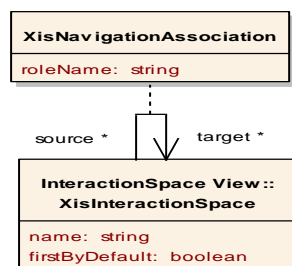 XisNavigationAssociation
roleName: string
source *
target *
InteractionSpace View::
XisInteractionSpace
name: string
firstByDefault: boolean